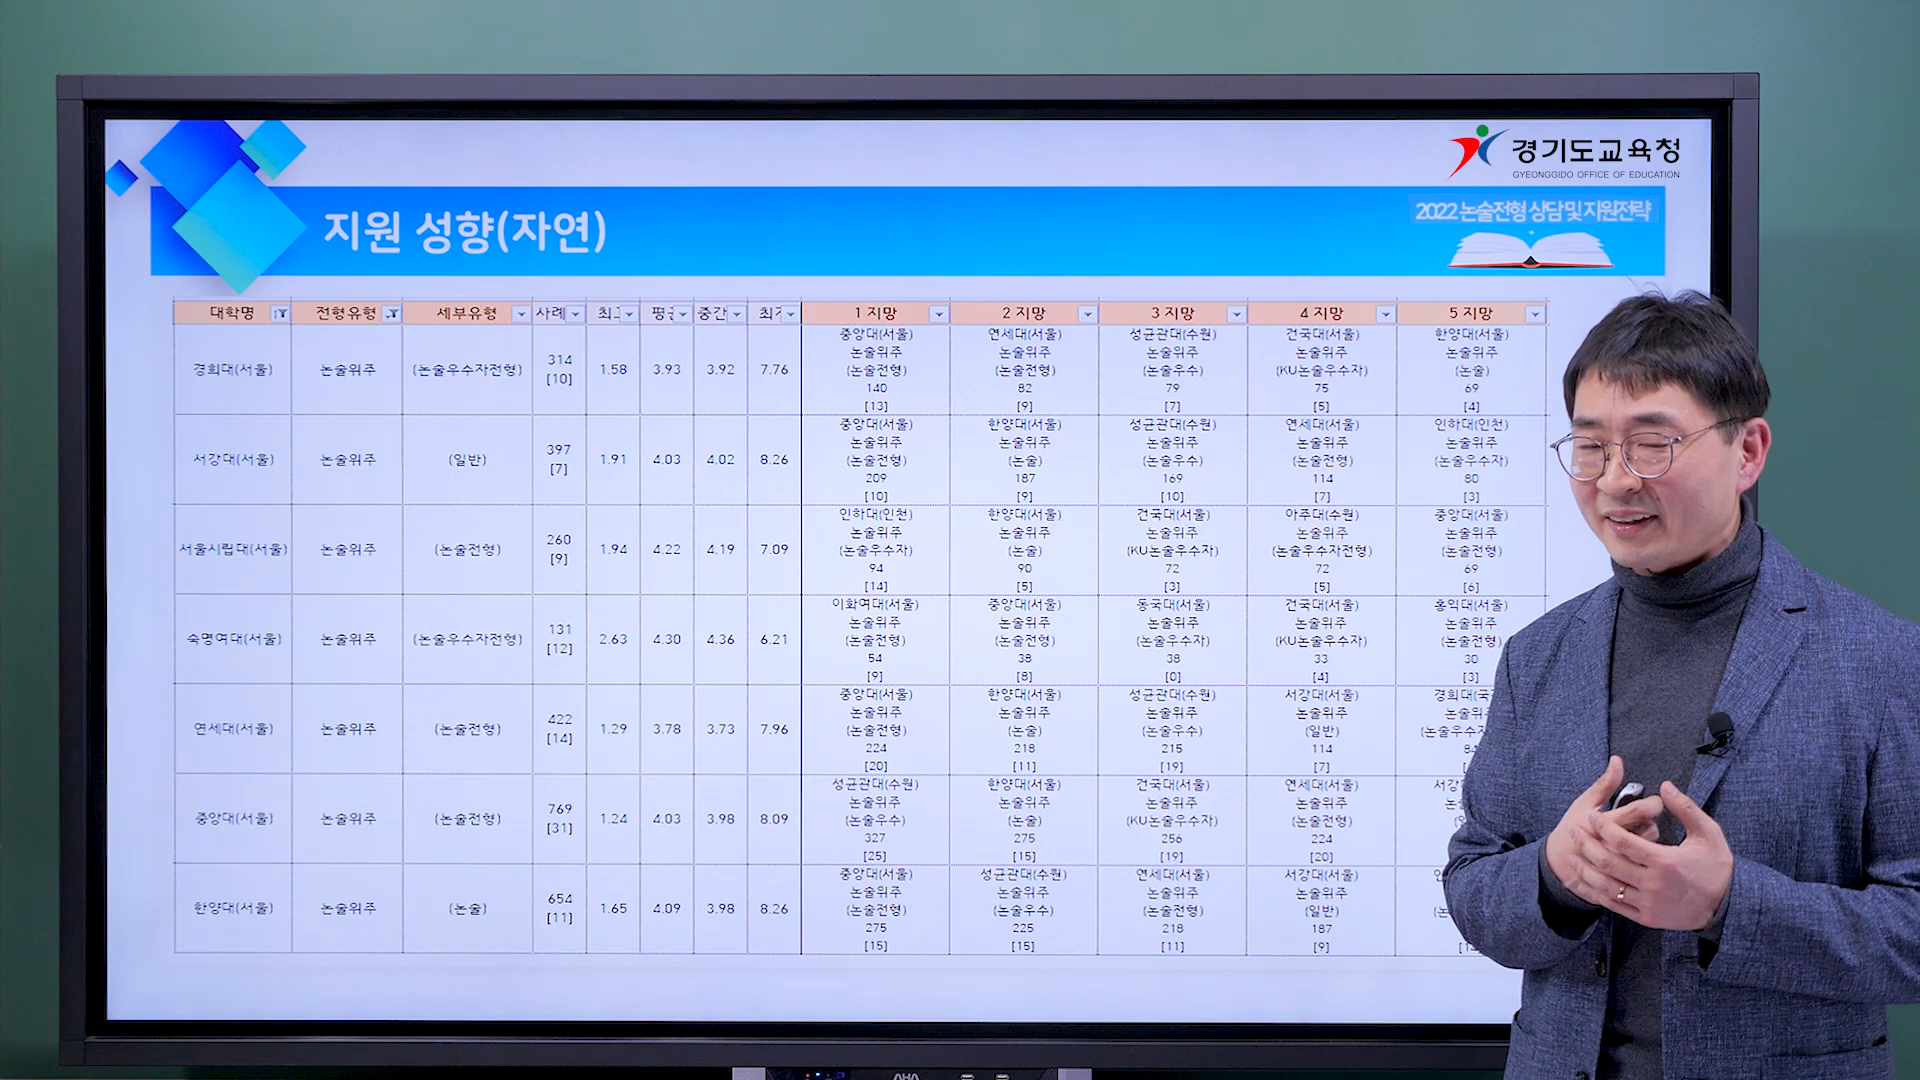 경기도교육청
GYEONGGIDO OFFICE OF EDUCATION
2022 논술전형 상담 및 지원전략
지원 성향(자연)
대학명 전형유형 세부유형 사례 최고 평균 중간 최저 1지망 2지망 3지망 4지망 5지망
중앙대(서울) 연세대(서울) 성균관대(수원) 건국대(서울) 한양대(서울)
논술위주 논술위주 논술위주 논술위주 논술위주
경희대(서울) 논술위주 (논술우수자전형) 314 [10] 1.58 3.93 3.92 7.76 (논술전형) (논술전형) (논술우수) (KU논술우수자) (논술)
140 82 79 75 69
[13] [9] [7] [5] [4]
중앙대(서울) 한양대(서울) 성균관대(수원) 연세대(서울) 인하대(인천)
논술위주 논술위주 논술위주 논술위주 논술위주
서강대(서울) 논술위주 (일반) 397 [7] 1.91 4.03 4.02 8.26 (논술전형) (논술) (논술우수) (논술전형) (논술우수자)
209 187 169 114 80
[10] [9] [10] [7] [3]
인하대(인천) 한양대(서울) 건국대(서울) 아주대(수원) 중앙대(서울)
논술위주 논술위주 논술위주 논술위주 논술위주
서울시립대(서울) 논술위주 (논술전형) 260 [9] 1.94 4.22 4.19 7.09 (논술우수자) (논술) (KU논술우수자) (논술우수자전형) (논술전형)
94 90 72 72 69
[14] [5] [3] [5] [6]
이화여대(서울) 중앙대(서울) 동국대(서울) 건국대(서울) 홍익대(서울)
논술위주 논술위주 논술위주 논술위주 논술위주
숙명여대(서울) 논술위주 (논술우수자전형) 131 [12] 2.63 4.30 4.36 6.21 (논술전형) (논술전형) (논술우수자) (KU논술우수자) (논술전형)
54 38 38 33 30
[9] [8] [0] [4] [3]
중앙대(서울) 한양대(서울) 성균관대(수원) 서강대(서울) 경희대(국
논술위주 논술위주 논술위주 논술위주 논술위
연세대(서울) 논술위주 (논술전형) 422 [14] 1.29 3.78 3.73 7.96 (논술전형) (논술) (논술우수) (일반) (논술우수
224 218 215 114
[20] [11] [19] [7]
성균관대(수원) 한양대(서울) 건국대(서울) 연세대(서울) 서강
논술위주 논술위주 논술위주 논술위주 논
중앙대(서울) 논술위주 (논술전형) 769 [31] 1.24 4.03 3.98 8.09 (논술우수) (논술) (KU논술우수자) (논술전형)
327 275 256 224
[25] [15] [19] [20]
중앙대(서울) 성균관대(수원) 연세대(서울) 서강대(서울)
논술위주 논술위주 논술위주 논술위주
한양대(서울) 논술위주 (논술) 654 [11] 1.65 4.09 3.98 8.26 (논술전형) (논술우수) (논술전형) (일반)
275 225 218 187
[15] [15] [11] [9]
AHA